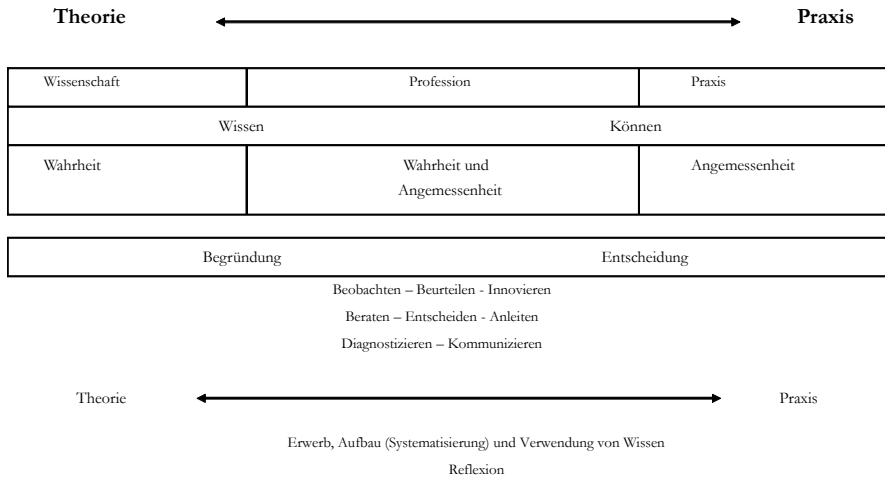 Theorie Praxis
Wissenschaft Profession Praxis
Wissen Können
Wahrheit Wahrheit und Angemessenheit
Angemessenheit
Begründung Entscheidung
Beobachten – Beurteilen - Innovieren
Beraten – Entscheiden - Anleiten
Diagnostizieren – Kommunizieren
Theorie Praxis
Erwerb, Aufbau (Systematisierung) und Verwendung von Wissen
Reflexion